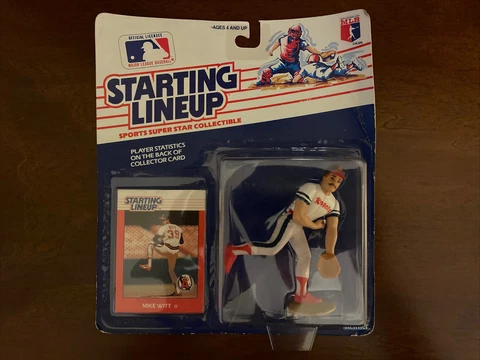 OFFICIAL LICENSEE
MAJOR LEAGUE BASEBALL
AGES 4 AND UP
STARTING
LINEUP
SPORTS SUPER STAR COLLECTIBLE
PLAYER STATISTICS
ON THE BACK OF
COLLECTOR CARD
STARTING
LINEUP
39
MIKE WITT